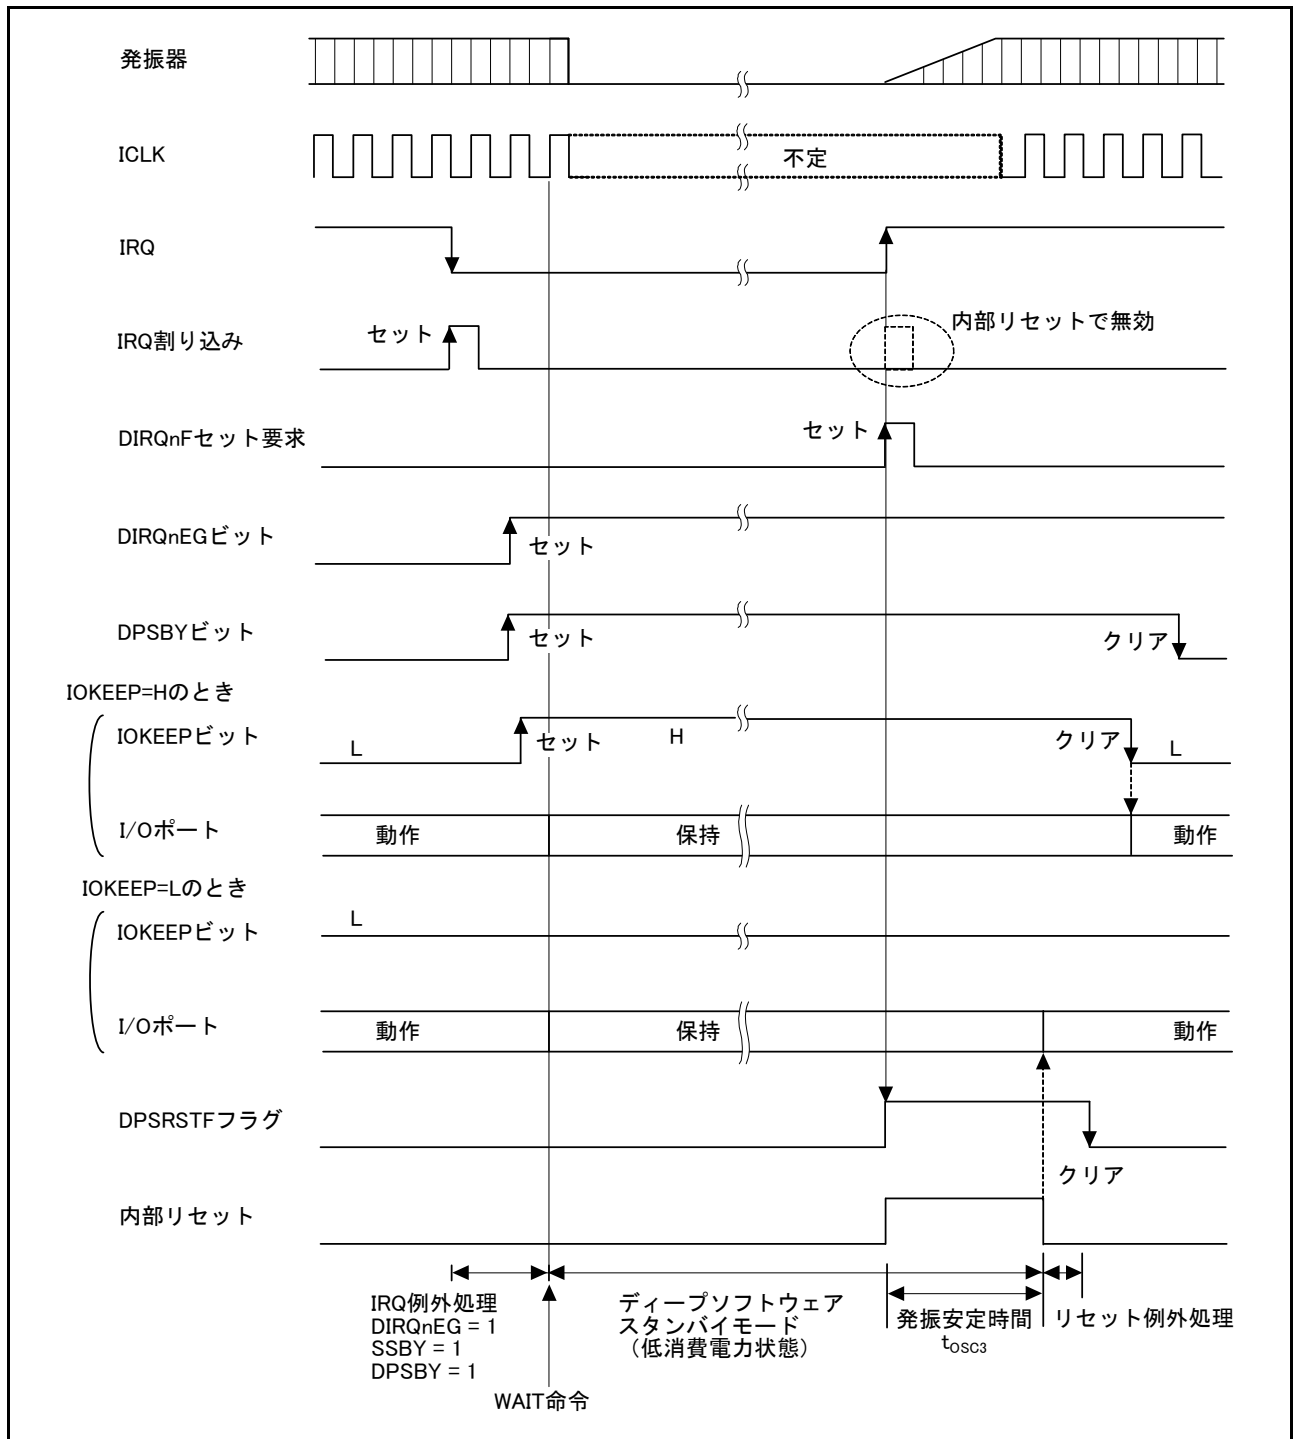 発振器
ICLK
不定
IRQ
IRQ割り込み
セット
内部リセットで無効
DIRQnFセット要求
セット
DIRQnEGビット
セット
DPSBYビット
セット
クリア
IOKEEP=Hのとき
IOKEEPビット
L
セット
H
クリア
L
I/Oポート
動作
保持
動作
IOKEEP=Lのとき
IOKEEPビット
L
I/Oポート
動作
保持
動作
DPSRSTFフラグ
クリア
内部リセット
IRQ例外処理
DIRQnEG = 1
SSBY = 1
DPSBY = 1
ディープソフトウェア
スタンバイモード
（低消費電力状態）
発振安定時間
tOSC3
リセット例外処理
WAIT命令